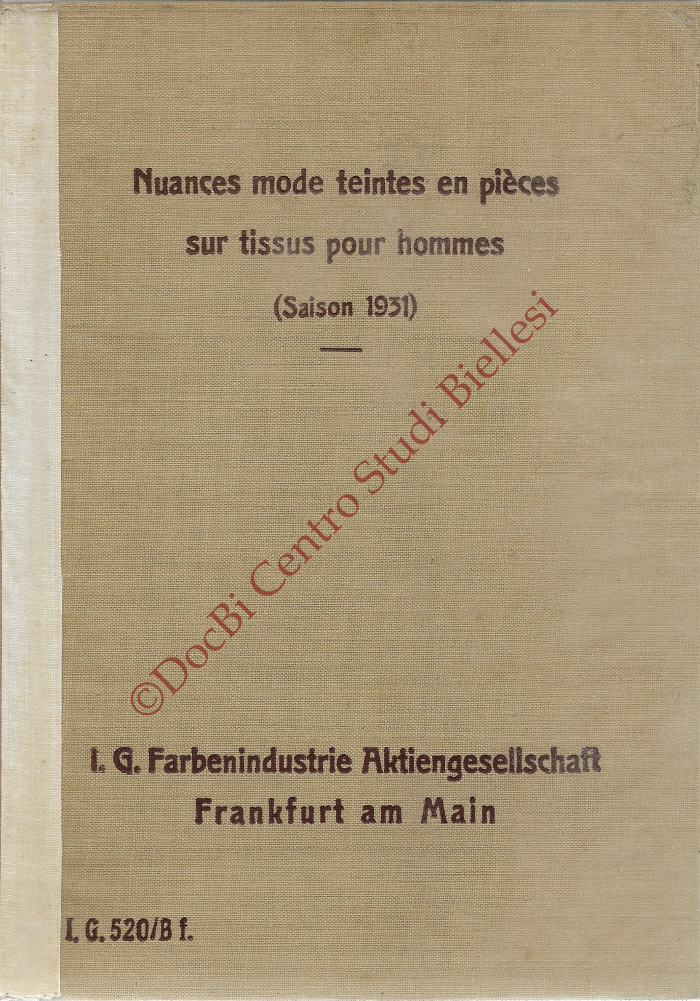 Nuances mode teintes en pièces
sur tissus pour hommes
(Saison 1931)
©DocBi Centro Studi Biellesi
I. G. Farbenindustrie Aktiengesellschaft
Frankfurt am Main
I. G. 520/B f.